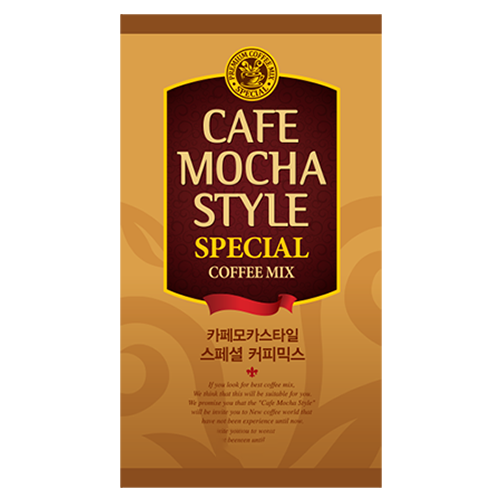 PREMIUM COFFEE MIX
SPECIAL
CAFE
MOCHA
STYLE
SPECIAL
COFFEE MIX
카페모카스타일
스페셜 커피믹스
If you look for best coffee mix,
We think that this will be suitable for you.
We promise you that the "Cafe Mocha Style"
will be invite you to New coffee world that
have not been experience until now.